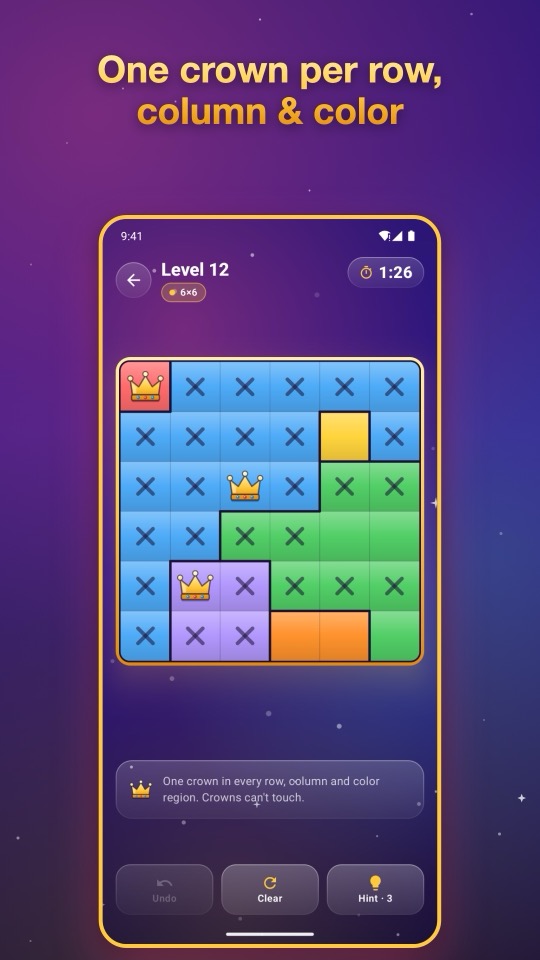 One crown per row,
column & color
9:41
Level 12
6×6
1:26
One crown in every row, oolumn and color
region. Crowns can't touch.
Undo
Clear
Hint · 3